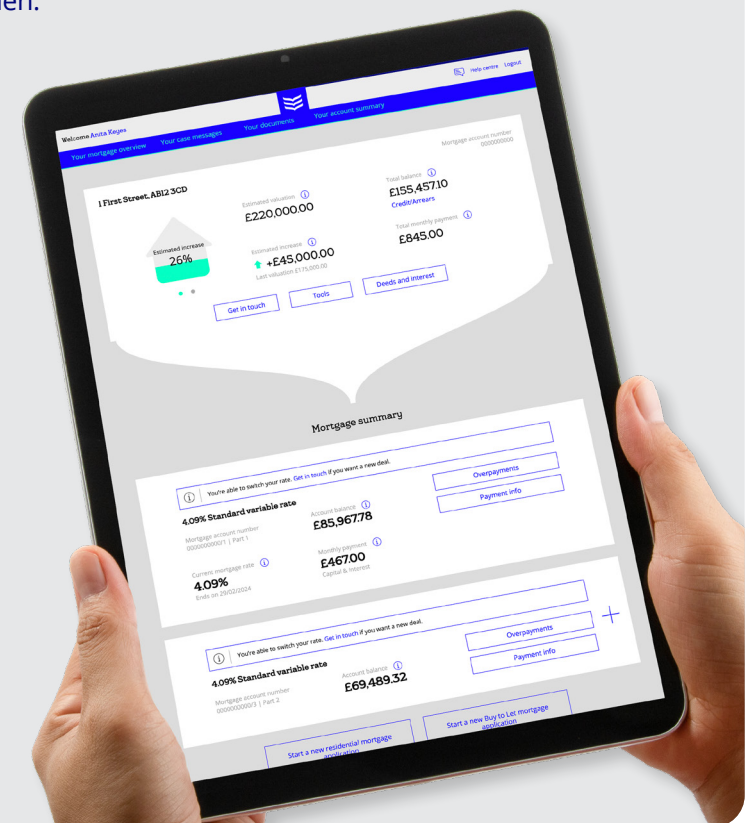 Help centre Logout
Welcome Anita Keyes
Your mortgage overview Your case messages Your documents Your account summary
Mortgage account number
0000000000
1 First Street, AB12 3CD
Estimated valuation
£220,000.00
Total balance
£155,457.10
Credit/Arrears
Estimated increase
26%
Estimated increase
+£45,000.00
Last valuation £175,000.00
Total monthly payment
£845.00
Get in touch Tools Deeds and interest
Mortgage summary
You're able to switch your rate. Get in touch if you want a new deal.
4.09% Standard variable rate
Mortgage account number
0000000000/1 | Part 1
Account balance
£85,967.78
Overpayments
Payment info
Current mortgage rate
4.09%
Ends on 20/02/2024
Monthly payment
£467.00
Capital & Interest
You're able to switch your rate. Get in touch if you want a new deal.
4.09% Standard variable rate
Mortgage account number
0000000000/3 | Part 2
Account balance
£69,489.32
Overpayments
Payment info
Start a new residential mortgage
application
Start a new Buy to Let mortgage
application